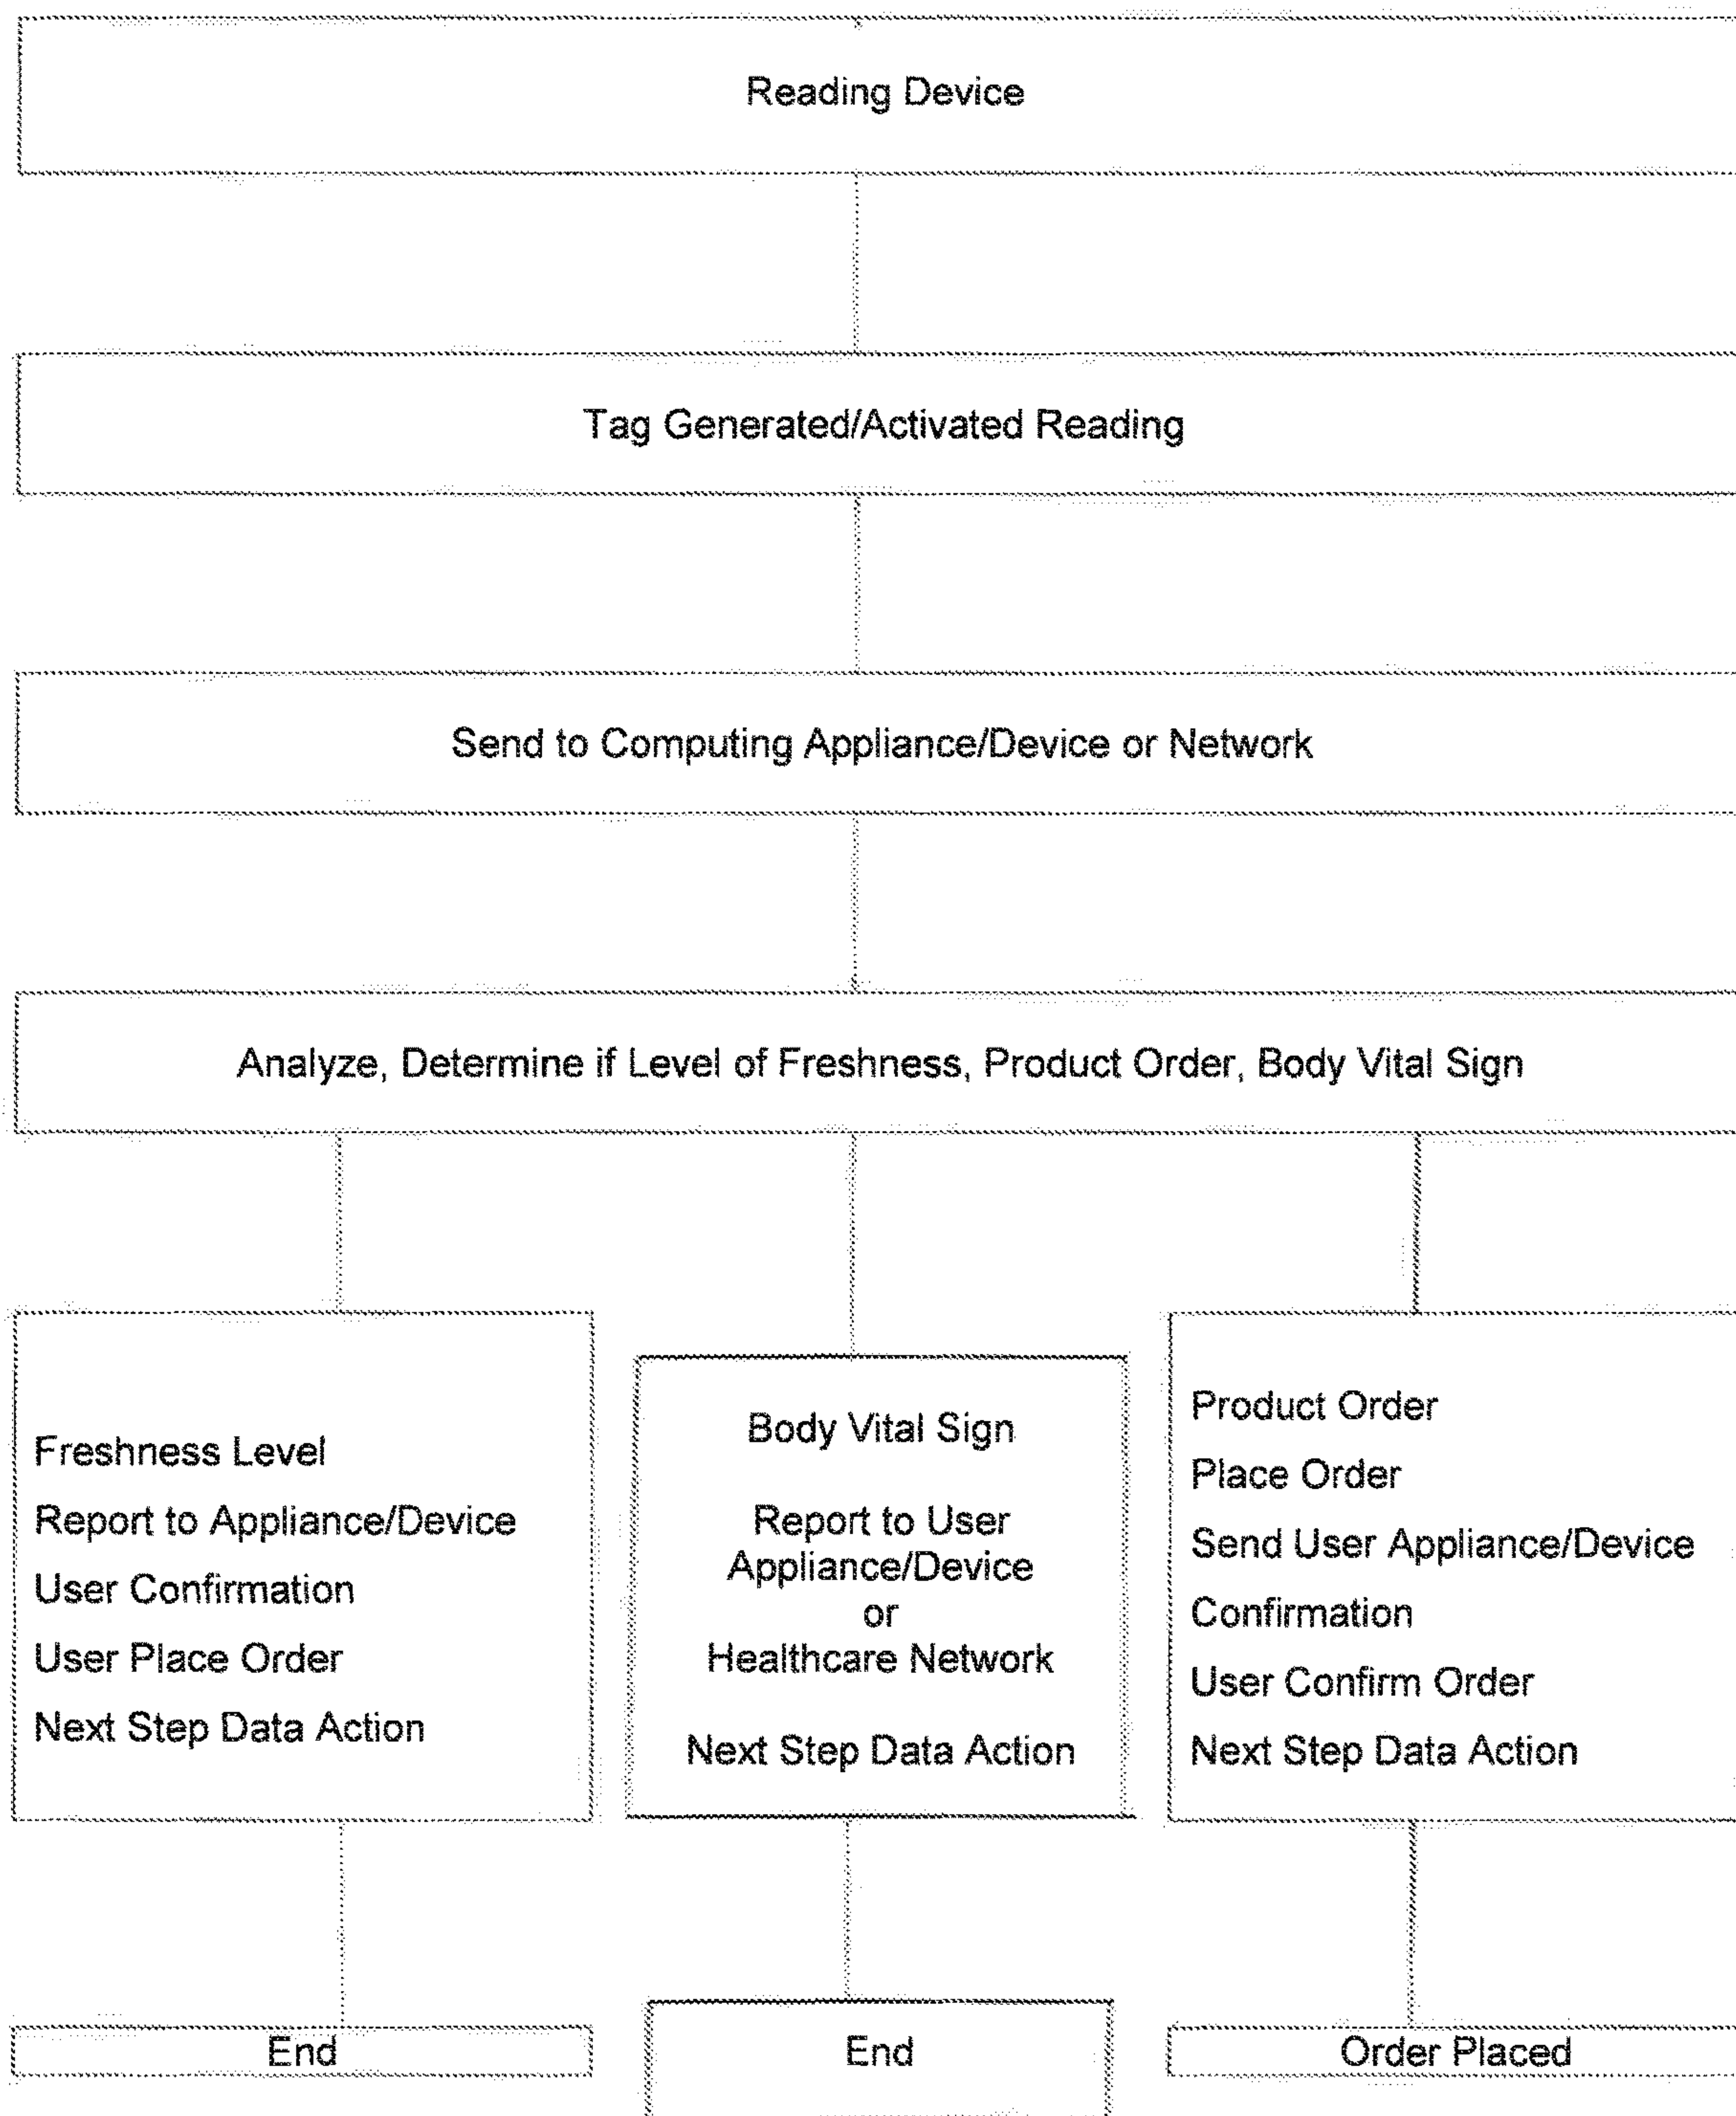 Reading Device
Tag Generated/Activated Reading
Send to Computing Appliance/Device or Network
Analyze, Determine if Level of Freshness, Product Order, Body Vital Sign
Freshness Level
Report to Appliance/Device
User Confirmation
User Place Order
Next Step Data Action
Body Vital Sign
Report to User
Appliance/Device
or
Healthcare Network
Next Step Data Action
Product Order
Place Order
Send User Appliance/Device
Confirmation
User Confirm Order
Next Step Data Action
End
End
Order Placed